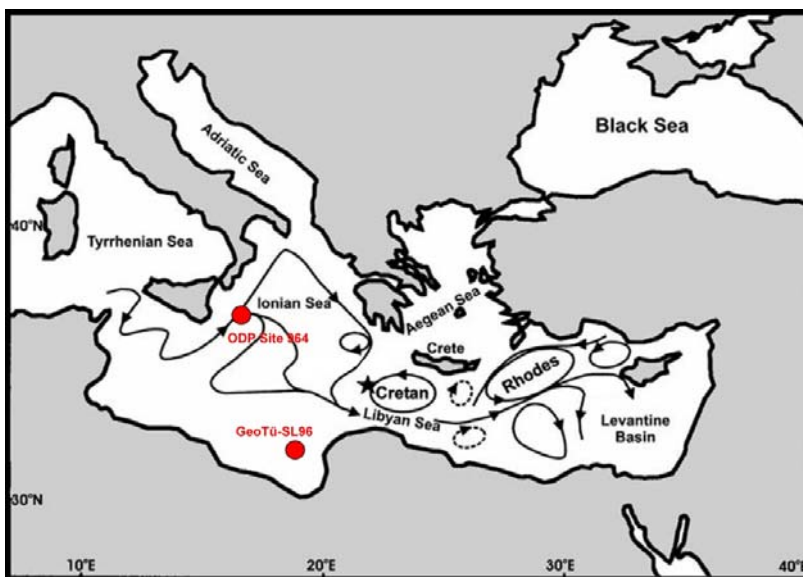 Black Sea
Adriatic Sea
40°N
Tyrrhenian Sea
Ionian Sea
Aegean Sea
ODP Site 964
Crete
Rhodes
Cretan
Libyan Sea
Levantine
Basin
GeoTü-SL96
30°N
10°E
20°E
30°E
40°E